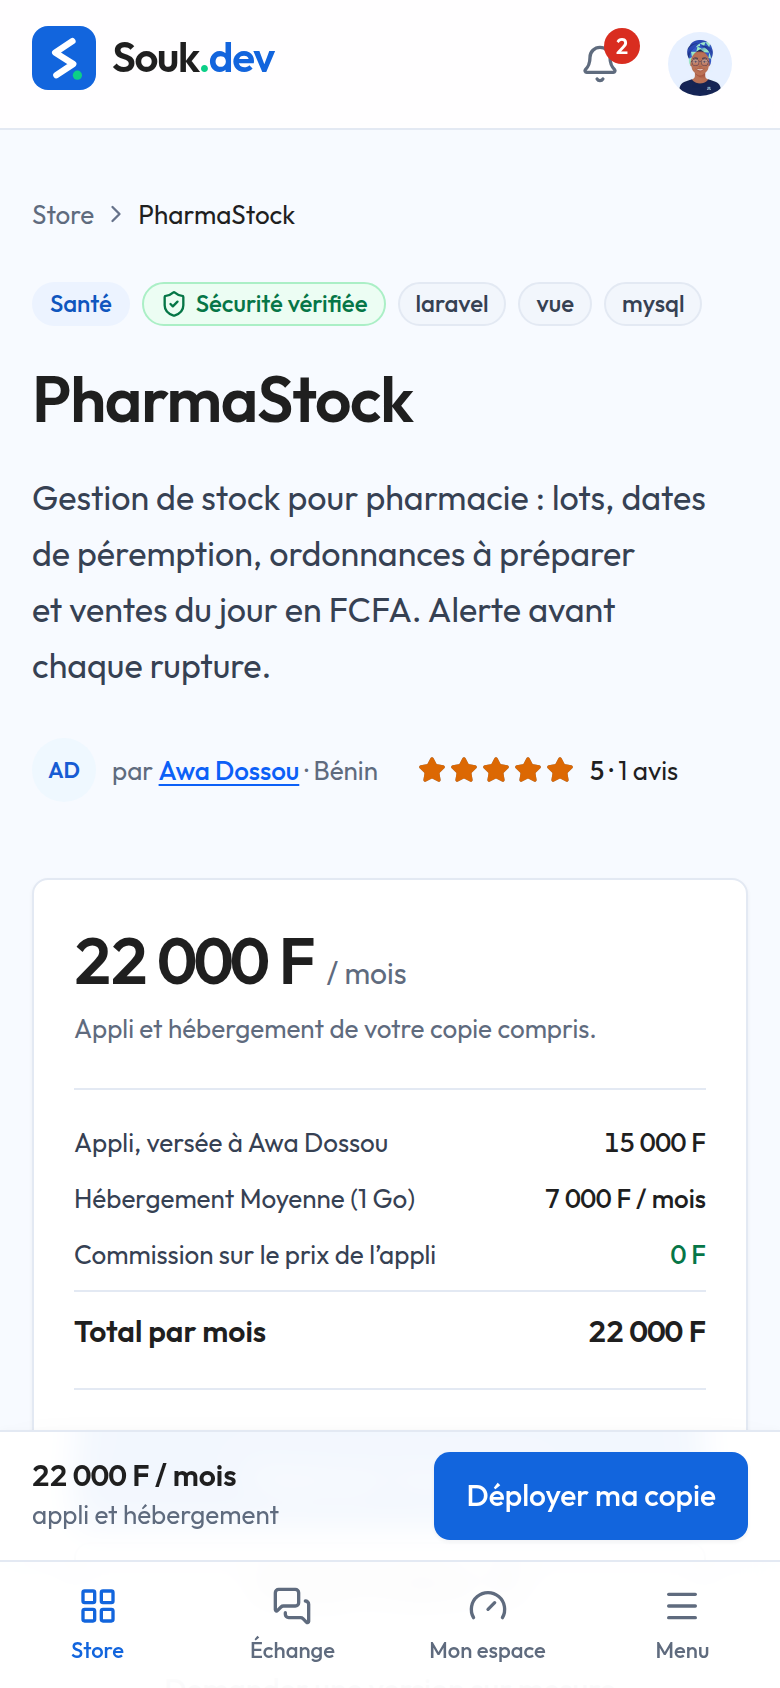 Souk.dev
2
Store > PharmaStock
Santé
Sécurité vérifiée
laravel
vue
mysql
PharmaStock
Gestion de stock pour pharmacie : lots, dates
de péremption, ordonnances à préparer
et ventes du jour en FCFA. Alerte avant
chaque rupture.
AD
par Awa Dossou · Bénin
5 · 1 avis
22 000 F / mois
Appli et hébergement de votre copie compris.
Appli, versée à Awa Dossou 15 000 F
Hébergement Moyenne (1 Go) 7 000 F / mois
Commission sur le prix de l’appli 0 F
Total par mois 22 000 F
22 000 F / mois
appli et hébergement
Déployer ma copie
Store
Échange
Mon espace
Menu